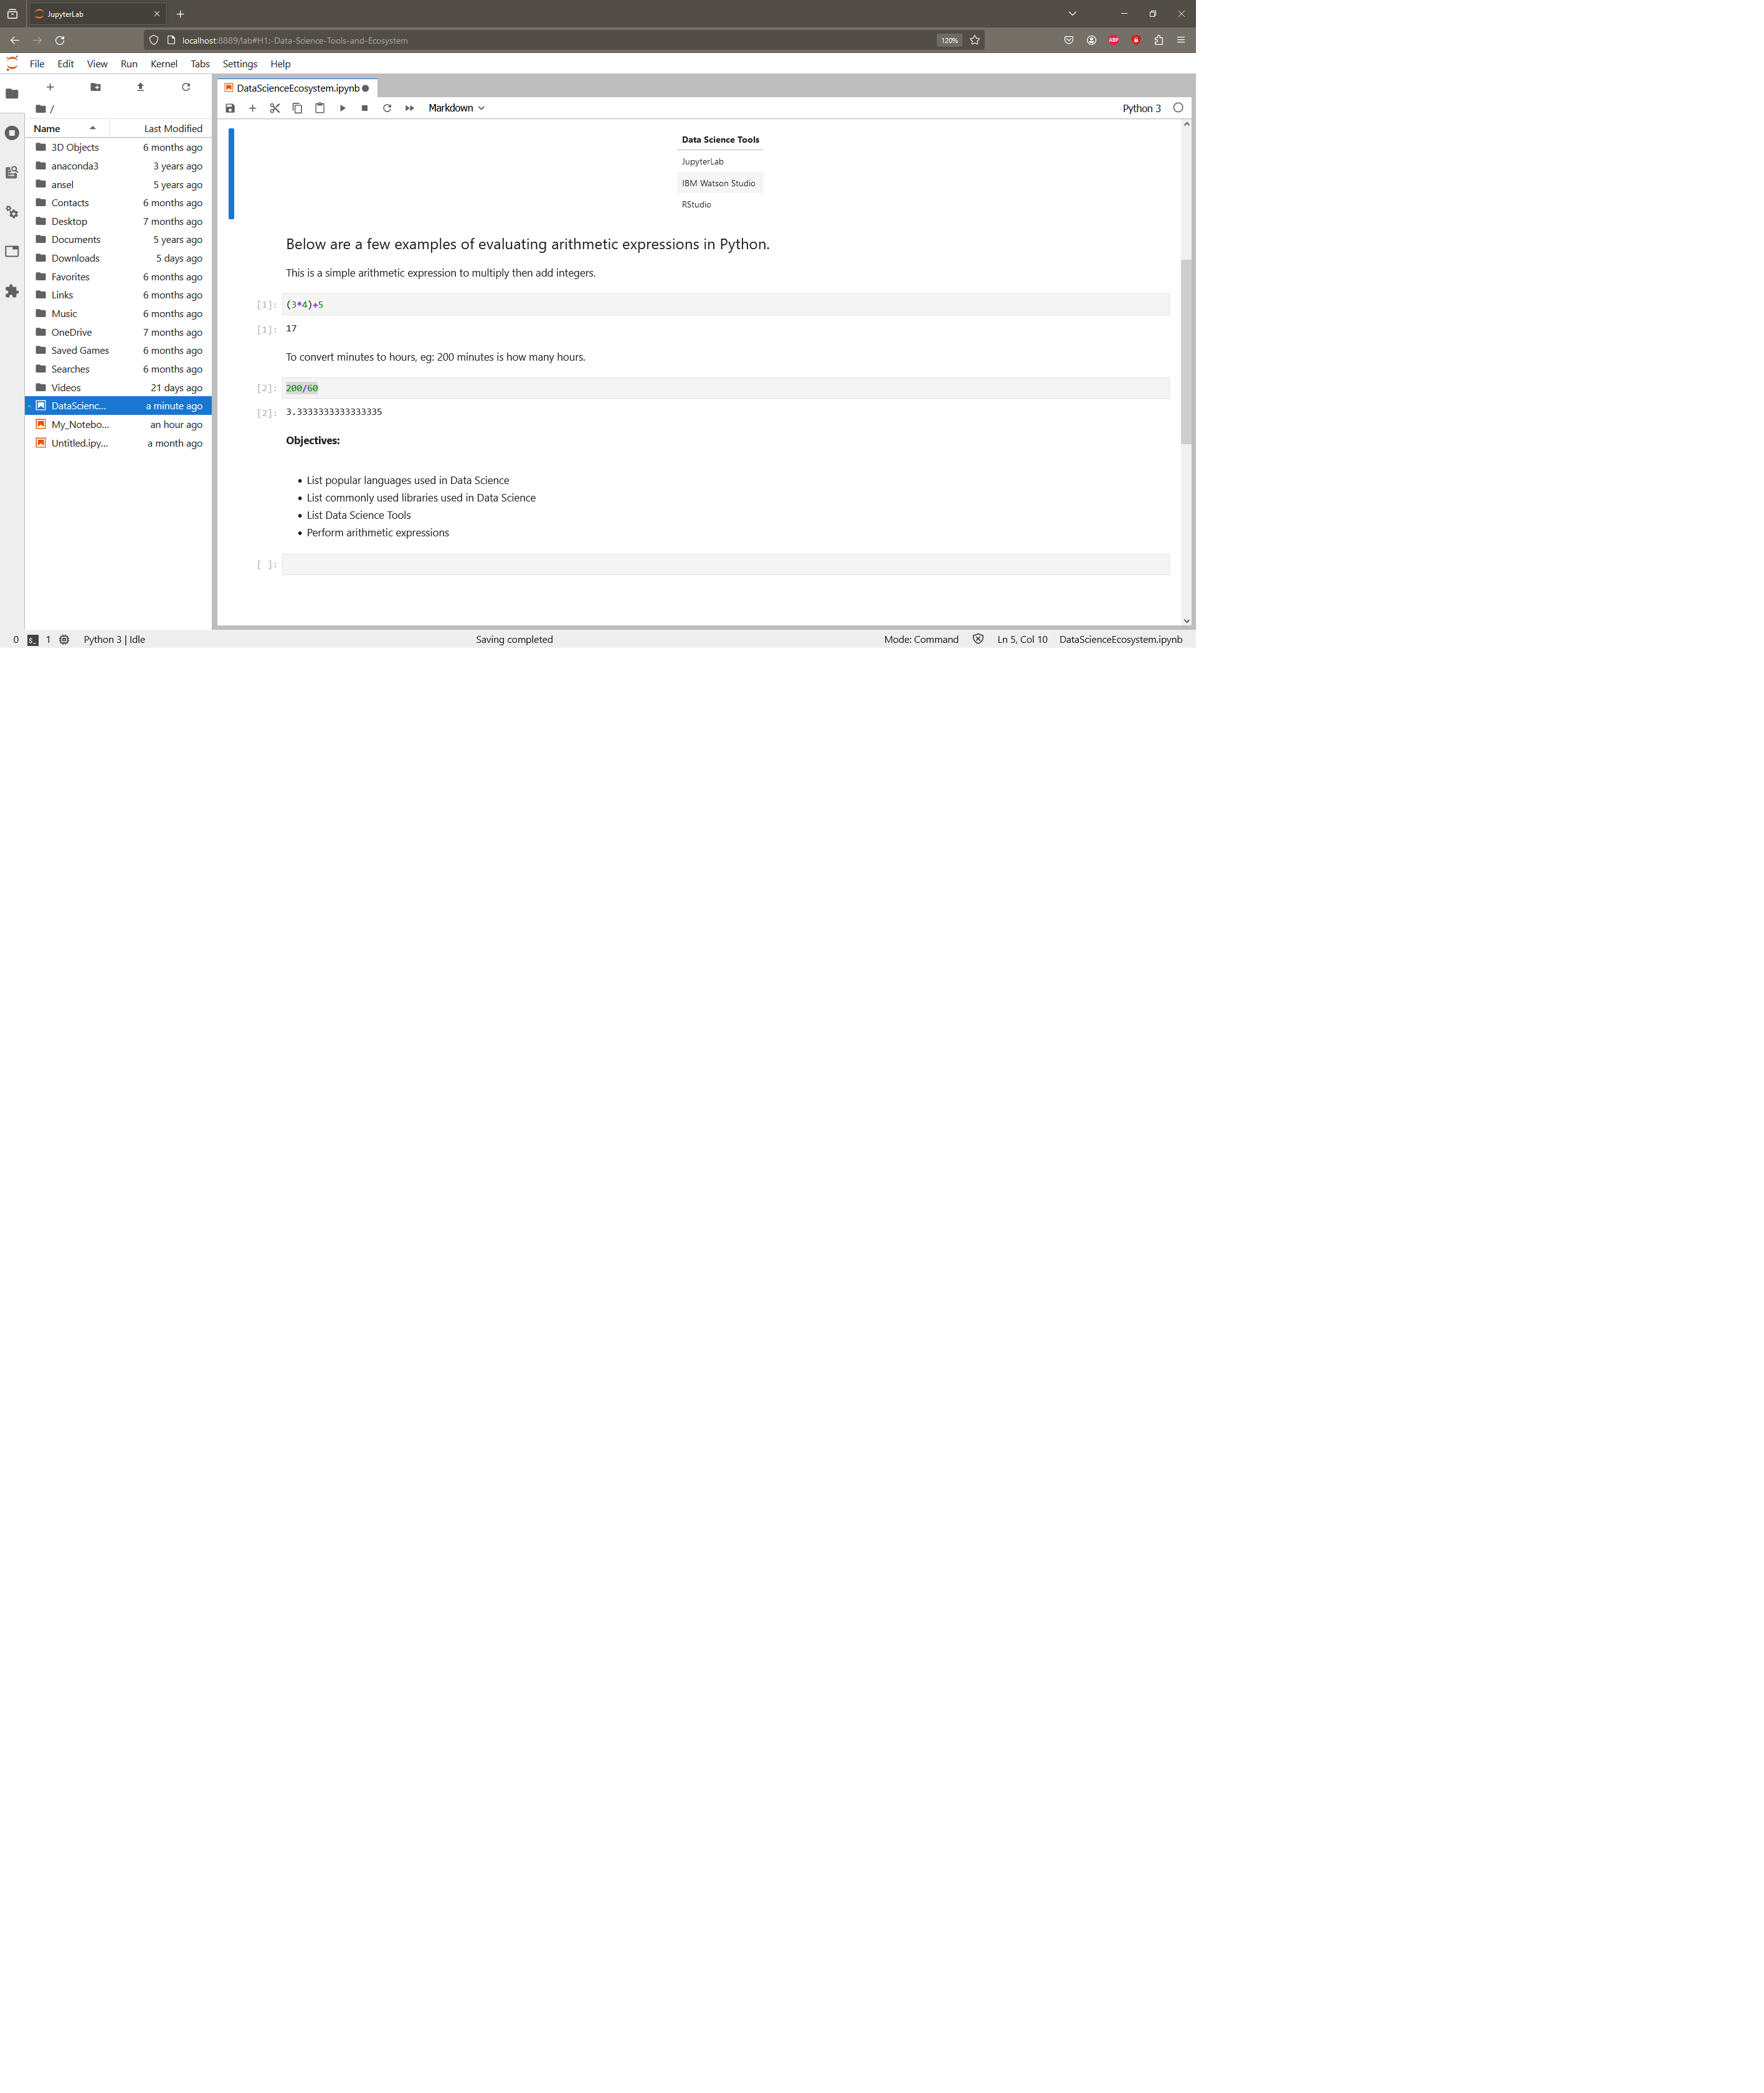 JupyterLab
localhost:8889/lab#H1:-Data-Science-Tools-and-Ecosystem
120%
ABP
File Edit View Run Kernel Tabs Settings Help
/
Name Last Modified
3D Objects 6 months ago
anaconda3 3 years ago
ansel 5 years ago
Contacts 6 months ago
Desktop 7 months ago
Documents 5 years ago
Downloads 5 days ago
Favorites 6 months ago
Links 6 months ago
Music 6 months ago
OneDrive 7 months ago
Saved Games 6 months ago
Searches 6 months ago
Videos 21 days ago
DataScienc... a minute ago
My_Notebo... an hour ago
Untitled.ipy... a month ago
DataScienceEcosystem.ipynb
Markdown
Python 3
Data Science Tools
JupyterLab
IBM Watson Studio
RStudio
Below are a few examples of evaluating arithmetic expressions in Python.
This is a simple arithmetic expression to multiply then add integers.
[1]: (3*4)+5
[1]: 17
To convert minutes to hours, eg: 200 minutes is how many hours.
[2]: 200/60
[2]: 3.3333333333333335
Objectives:
• List popular languages used in Data Science
• List commonly used libraries used in Data Science
• List Data Science Tools
• Perform arithmetic expressions
[ ]:
0 $_ 1 Python 3 | Idle Saving completed Mode: Command Ln 5, Col 10 DataScienceEcosystem.ipynb